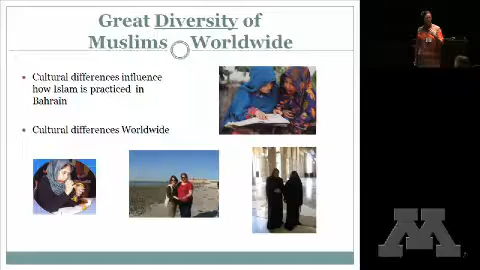 Great Diversity of
Muslims Worldwide
• Cultural differences influence
how Islam is practiced in
Bahrain
• Cultural differences Worldwide
M